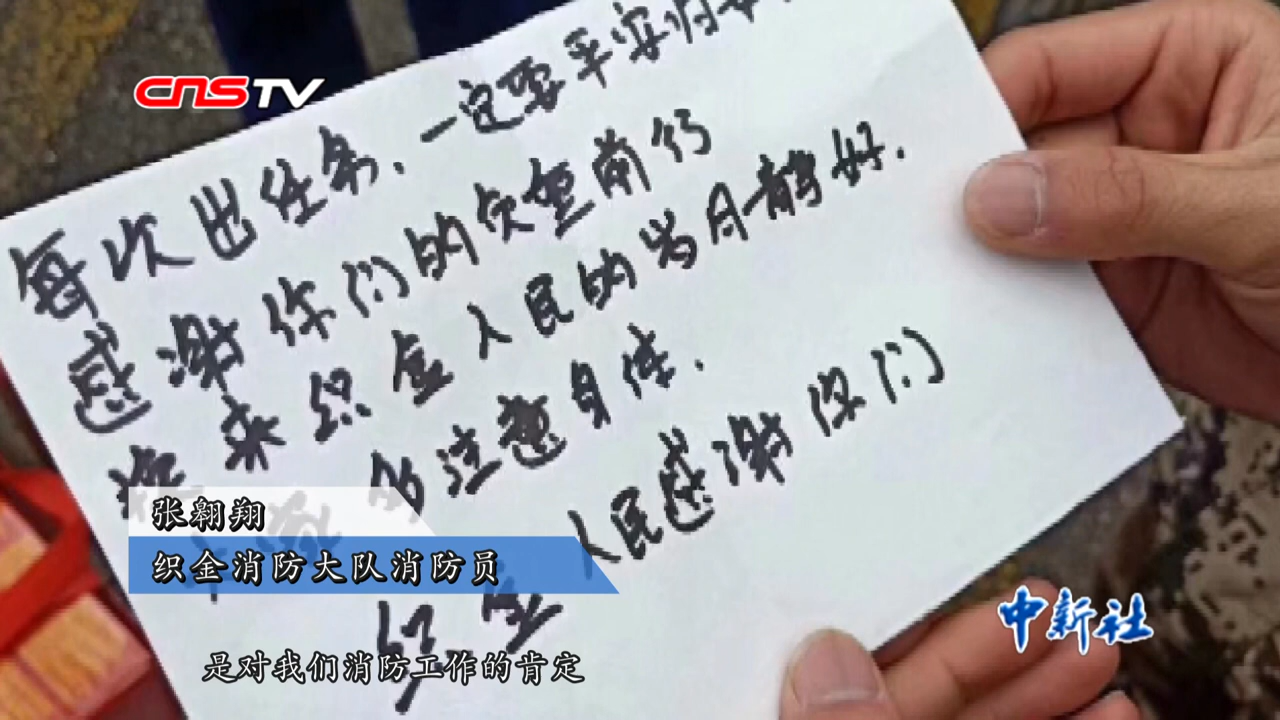 CNSTV
每次出任务、一定要平安归
感谢你们的负重前行
换来织金人民的岁月静好.
多注意身体.
织金人民感谢你们
张翱翔
织金消防大队消防员
中新社
是对我们消防工作的肯定